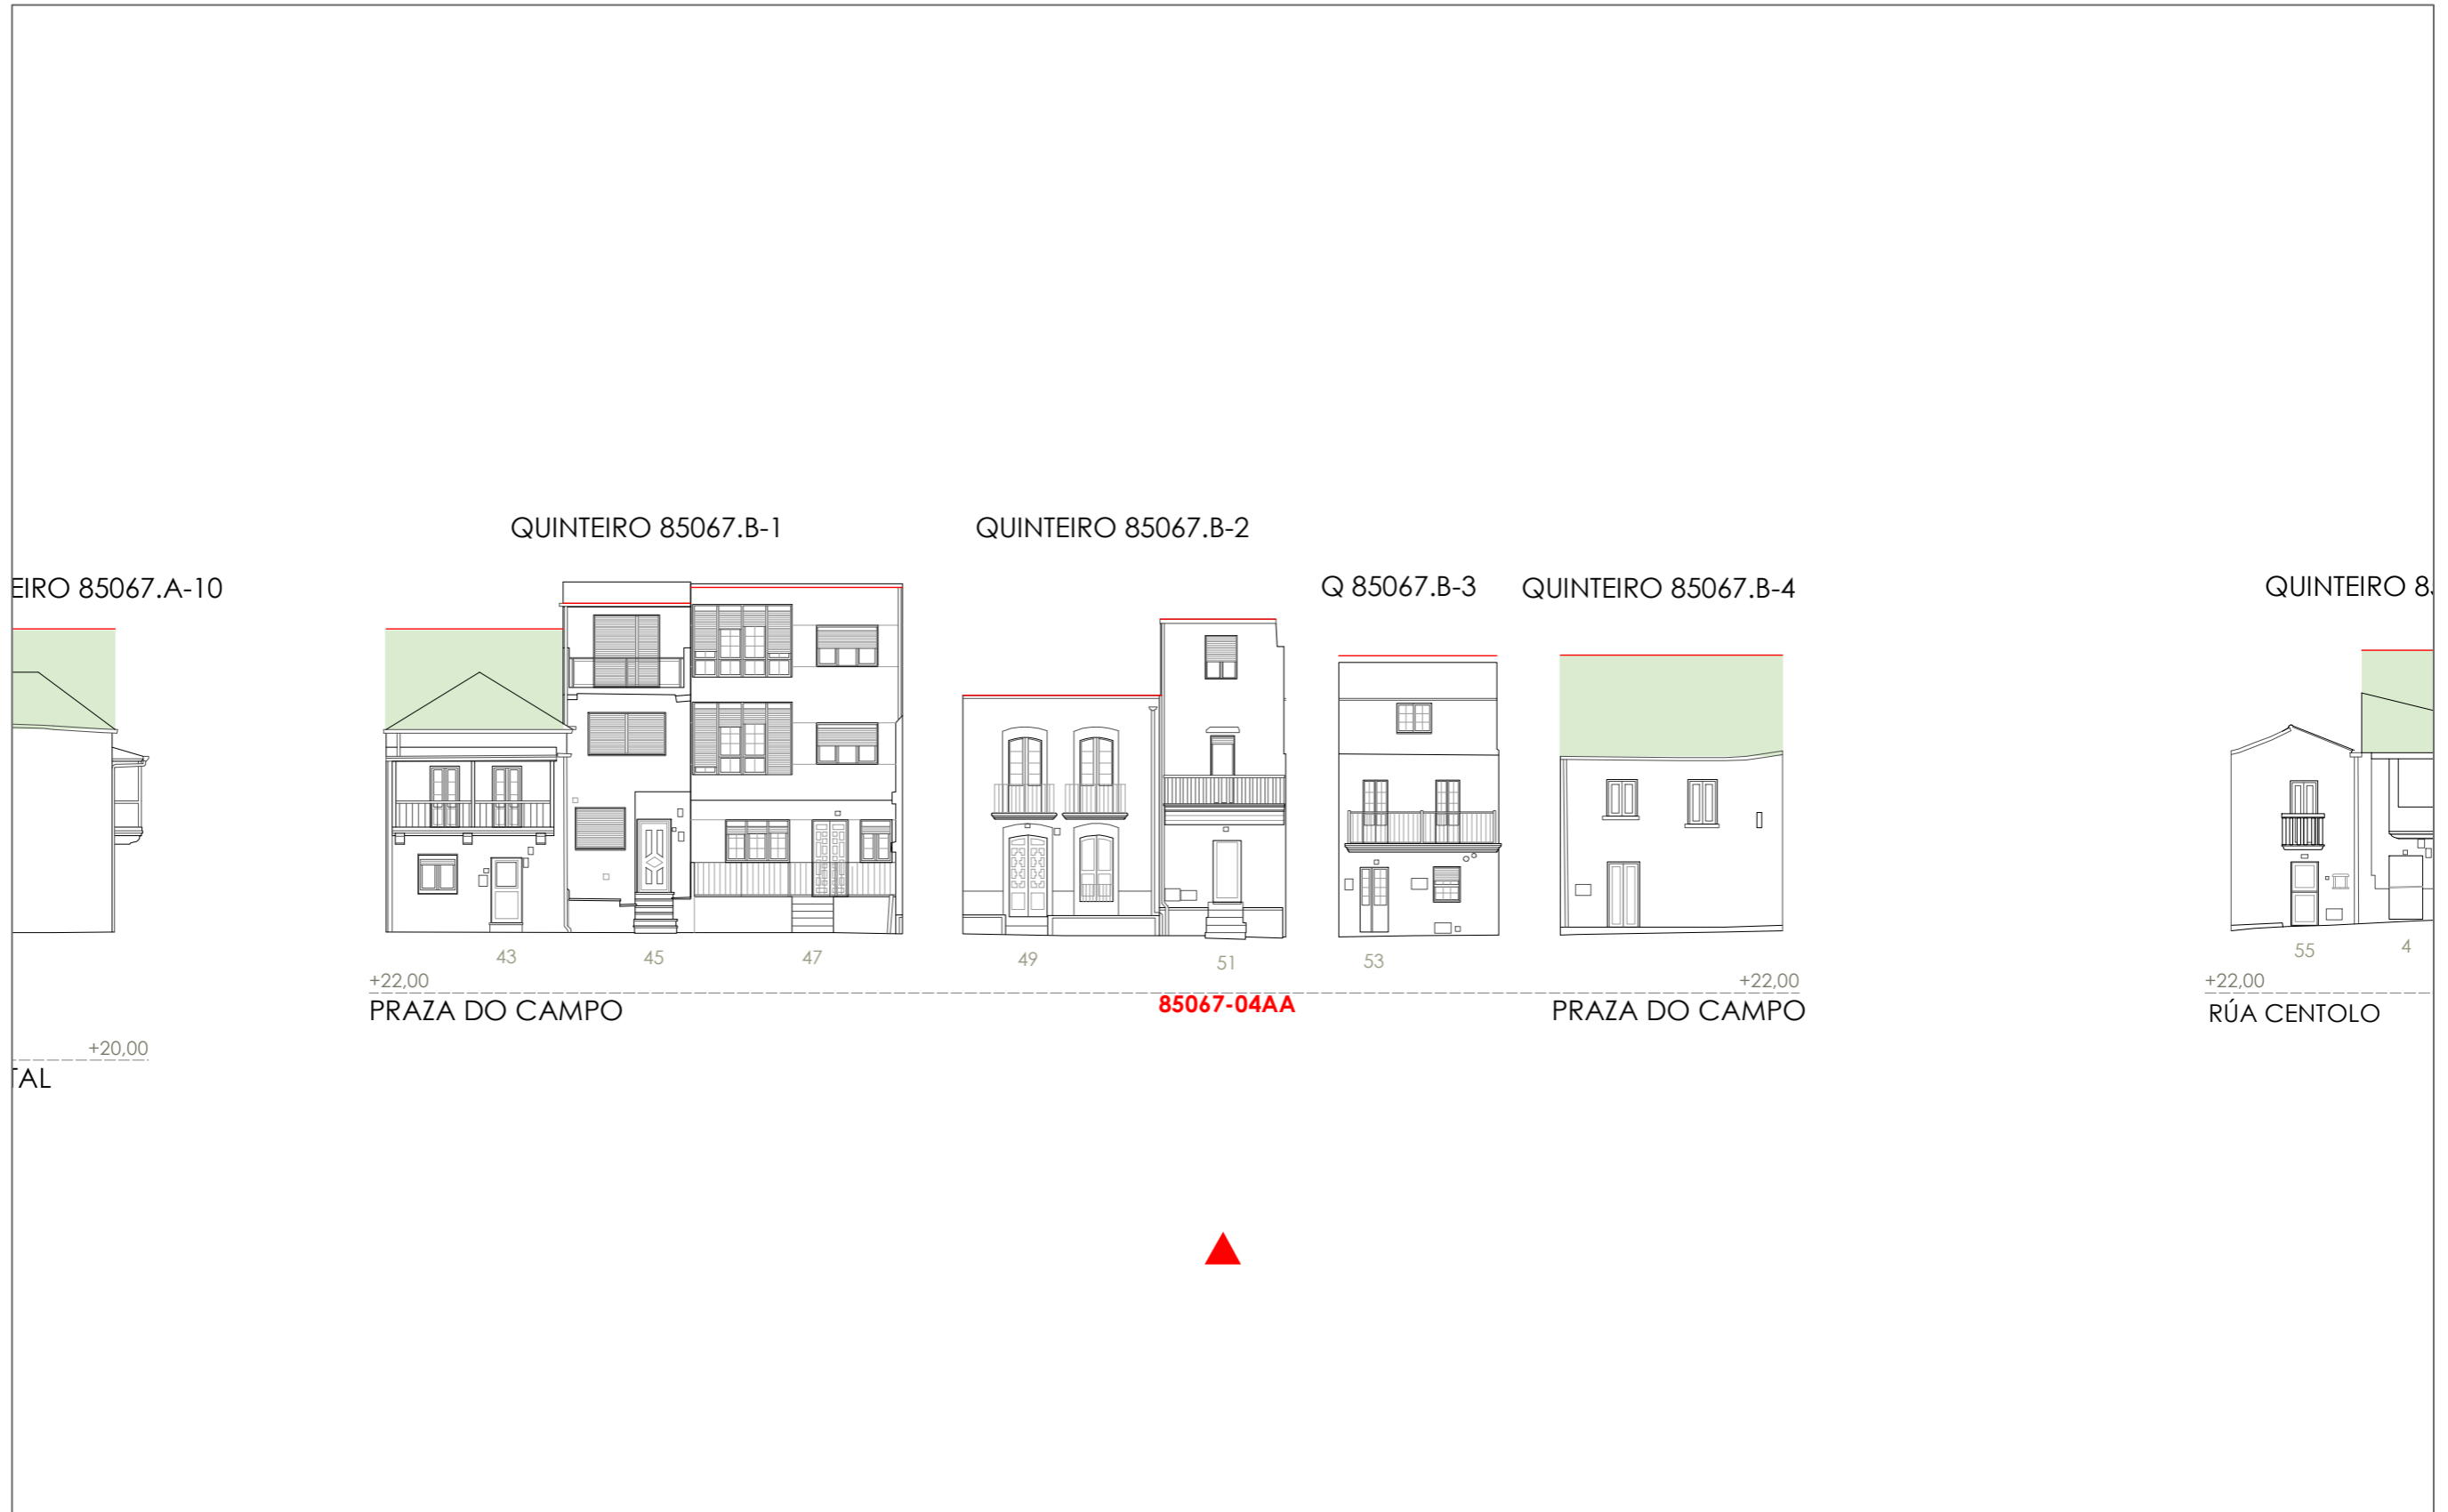 QUINTEIRO 85067.B-1
QUINTEIRO 85067.B-2
EIRO 85067.A-10
Q 85067.B-3
QUINTEIRO 85067.B-4
QUINTEIRO 8
43
45
47
49
51
53
55
4
+22,00
+22,00
+22,00
PRAZA DO CAMPO
85067-04AA
PRAZA DO CAMPO
RÚA CENTOLO
+20,00
TAL